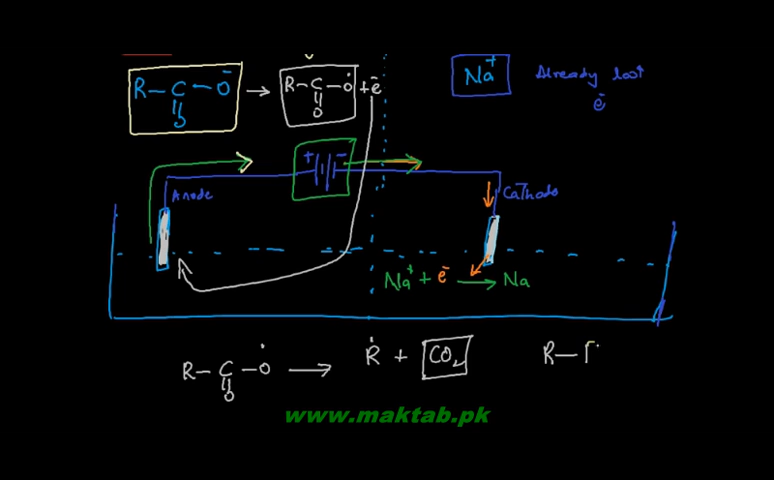 R-C-O⁻ → R-C-O• + e⁻
|| ||
O O
Na⁺ Already lost
e⁻
+ -
Anode Cathode
Na⁺ + e⁻ → Na
R-C-O• → R• + CO₂ R-
||
O
www.maktab.pk